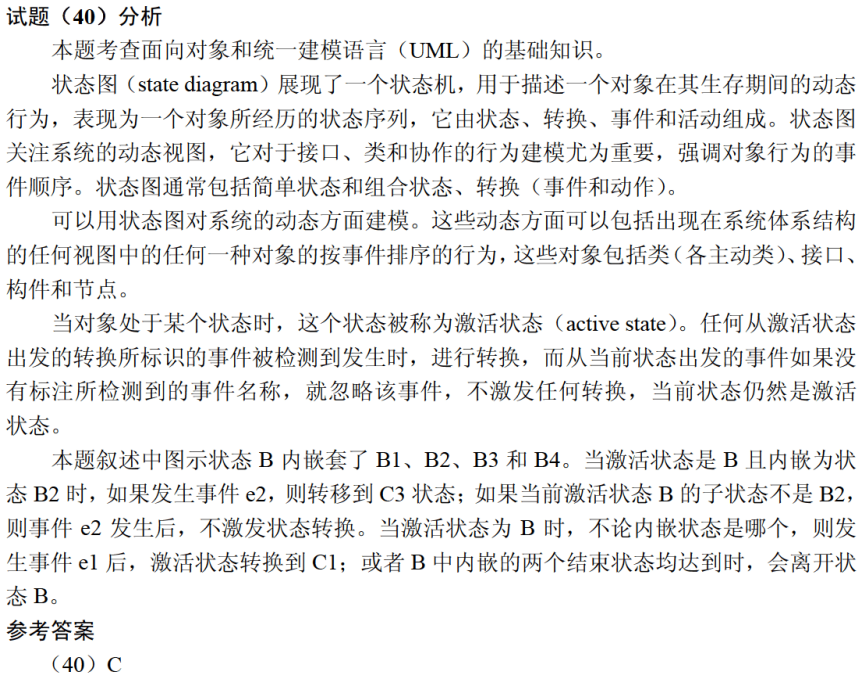 试题（40）分析
本题考查面向对象和统一建模语言（UML）的基础知识。
状态图（state diagram）展现了一个状态机，用于描述一个对象在其生存期间的动态
行为，表现为一个对象所经历的状态序列，它由状态、转换、事件和活动组成。状态图
关注系统的动态视图，它对于接口、类和协作的行为建模尤为重要，强调对象行为的事
件顺序。状态图通常包括简单状态和组合状态、转换（事件和动作）。
可以用状态图对系统的动态方面建模。这些动态方面可以包括出现在系统体系结构
的任何视图中的任何一种对象的按事件排序的行为，这些对象包括类（各主动类）、接口、
构件和节点。
当对象处于某个状态时，这个状态被称为激活状态（active state）。任何从激活状态
出发的转换所标识的事件被检测到发生时，进行转换，而从当前状态出发的事件如果没
有标注所检测到的事件名称，就忽略该事件，不激发任何转换，当前状态仍然是激活
状态。
本题叙述中图示状态 B 内嵌套了 B1、B2、B3 和 B4。当激活状态是 B 且内嵌为状
态 B2 时，如果发生事件 e2，则转移到 C3 状态；如果当前激活状态 B 的子状态不是 B2，
则事件 e2 发生后，不激发状态转换。当激活状态为 B 时，不论内嵌状态是哪个，则发
生事件 e1 后，激活状态转换到 C1；或者 B 中内嵌的两个结束状态均达到时，会离开状
态 B。
参考答案
（40）C